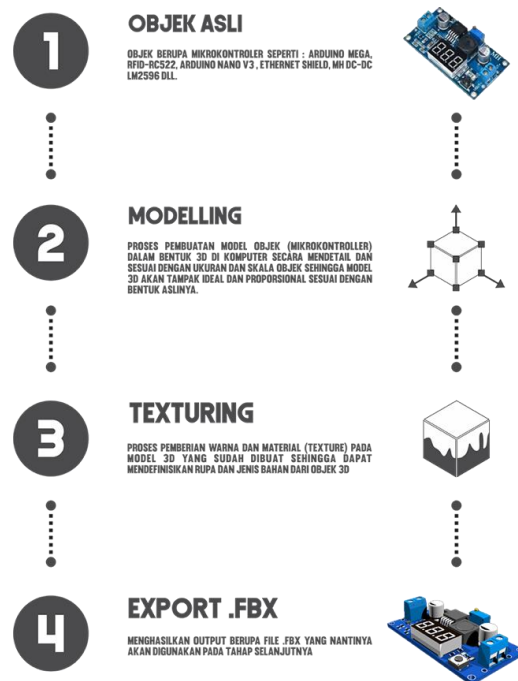 1
OBJEK ASLI
OBJEK BERUPA MIKROKONTROLER SEPERTI : ARDUINO MEGA,
RFID-RC522, ARDUINO NANO V3 , ETHERNET SHIELD, MH DC-DC
LM2596 DLL.
2
MODELLING
PROSES PEMBUATAN MODEL OBJEK (MIKROKONTROLLER)
DALAM BENTUK 3D DI KOMPUTER SECARA MENDETAIL DAN
SESUAI DENGAN UKURAN DAN SKALA OBJEK SEHINGGA MODEL
3D AKAN TAMPAK IDEAL DAN PROPORSIONAL SESUAI DENGAN
BENTUK ASLINYA.
3
TEXTURING
PROSES PEMBERIAN WARNA DAN MATERIAL (TEXTURE) PADA
MODEL 3D YANG SUDAH DIBUAT SEHINGGA DAPAT
MENDEFINISIKAN RUPA DAN JENIS BAHAN DARI OBJEK 3D
4
EXPORT .FBX
MENGHASILKAN OUTPUT BERUPA FILE .FBX YANG NANTINYA
AKAN DIGUNAKAN PADA TAHAP SELANJUTNYA